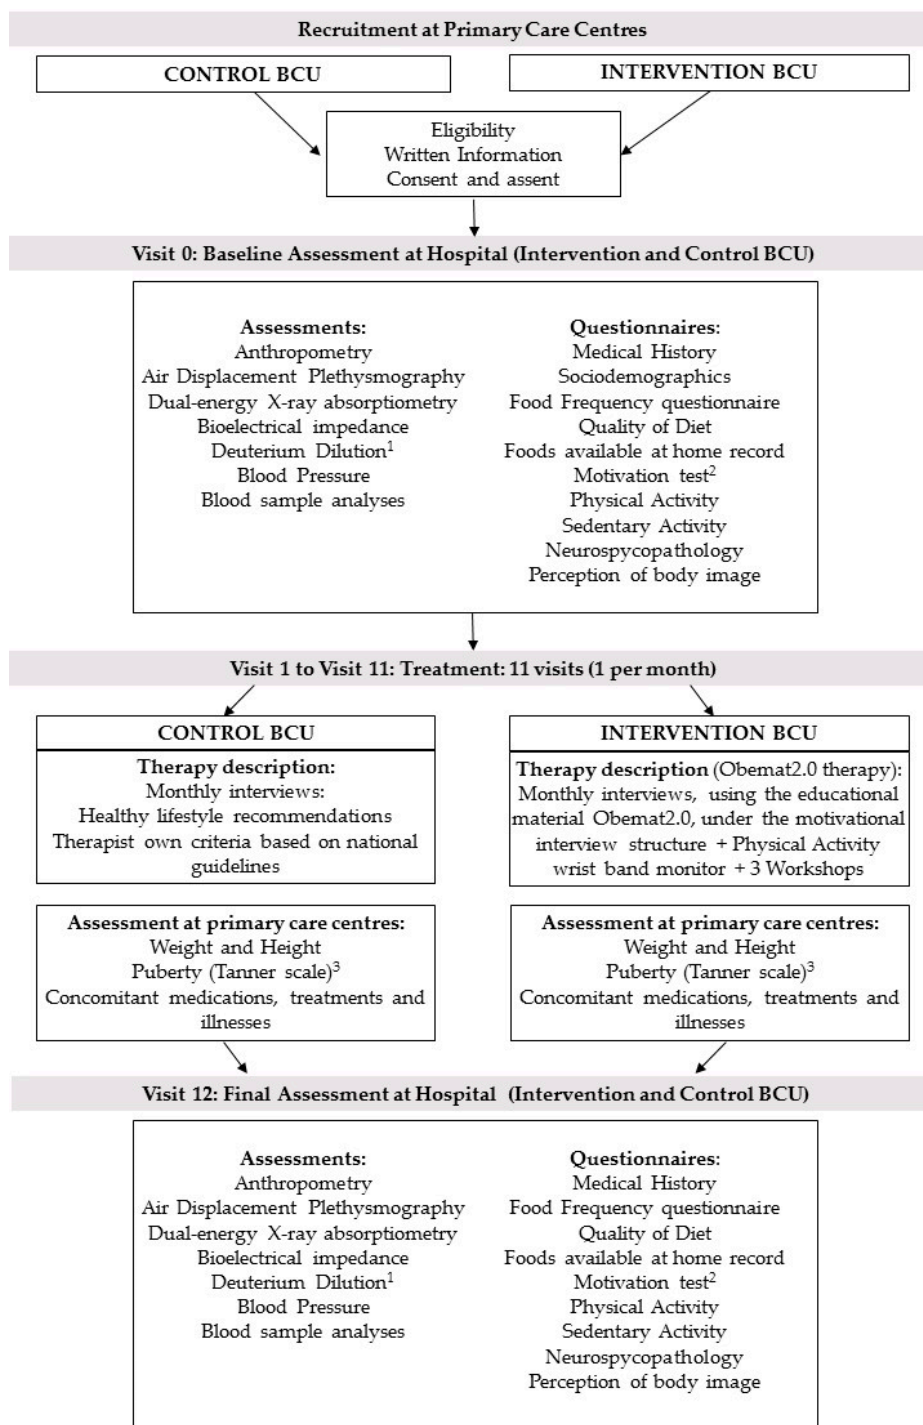 Recruitment at Primary Care Centres
CONTROL BCU
INTERVENTION BCU
Eligibility
Written Information
Consent and assent
Visit 0: Baseline Assessment at Hospital (Intervention and Control BCU)
Assessments:
Anthropometry
Air Displacement Plethysmography
Dual-energy X-ray absorptiometry
Bioelectrical impedance
Deuterium Dilution¹
Blood Pressure
Blood sample analyses
Questionnaires:
Medical History
Sociodemographics
Food Frequency questionnaire
Quality of Diet
Foods available at home record
Motivation test²
Physical Activity
Sedentary Activity
Neurospycopathology
Perception of body image
Visit 1 to Visit 11: Treatment: 11 visits (1 per month)
CONTROL BCU
Therapy description:
Monthly interviews:
Healthy lifestyle recommendations
Therapist own criteria based on national
guidelines
INTERVENTION BCU
Therapy description (Obemat2.0 therapy):
Monthly interviews, using the educational
material Obemat2.0, under the motivational
interview structure + Physical Activity
wrist band monitor + 3 Workshops
Assessment at primary care centres:
Weight and Height
Puberty (Tanner scale)³
Concomitant medications, treatments and
illnesses
Assessment at primary care centres:
Weight and Height
Puberty (Tanner scale)³
Concomitant medications, treatments and
illnesses
Visit 12: Final Assessment at Hospital (Intervention and Control BCU)
Assessments:
Anthropometry
Air Displacement Plethysmography
Dual-energy X-ray absorptiometry
Bioelectrical impedance
Deuterium Dilution¹
Blood Pressure
Blood sample analyses
Questionnaires:
Medical History
Food Frequency questionnaire
Quality of Diet
Foods available at home record
Motivation test²
Physical Activity
Sedentary Activity
Neurospycopathology
Perception of body image